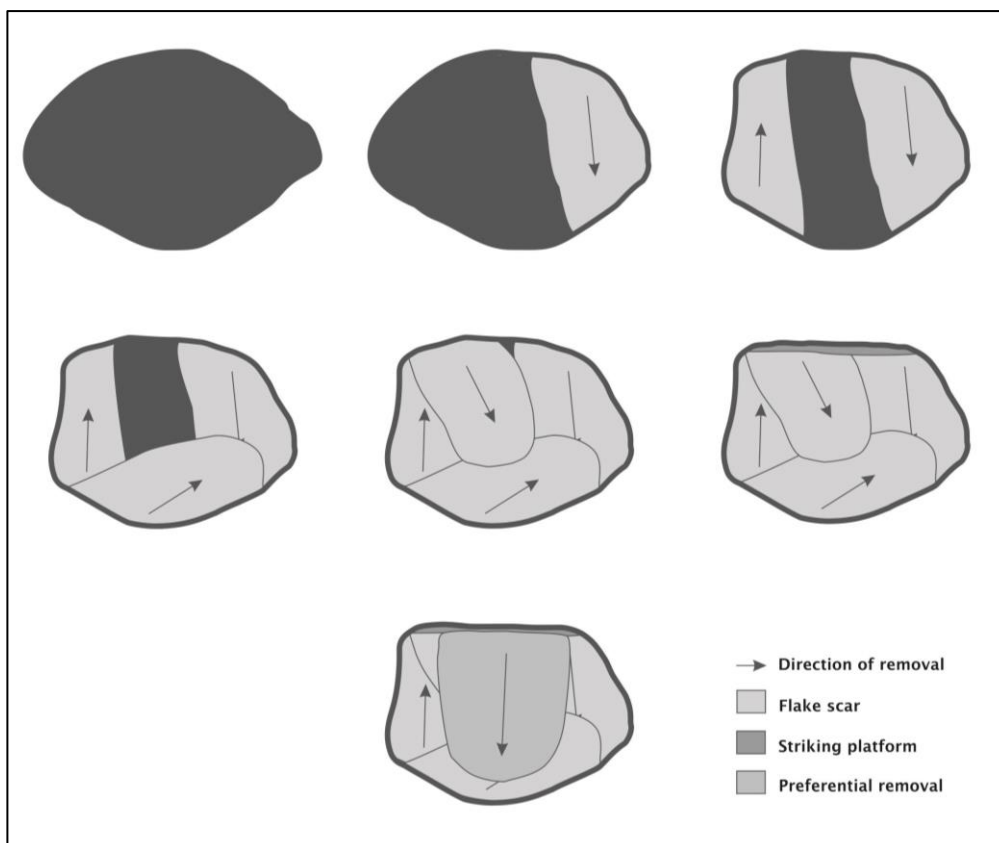 Direction of removal
Flake scar
Striking platform
Preferential removal